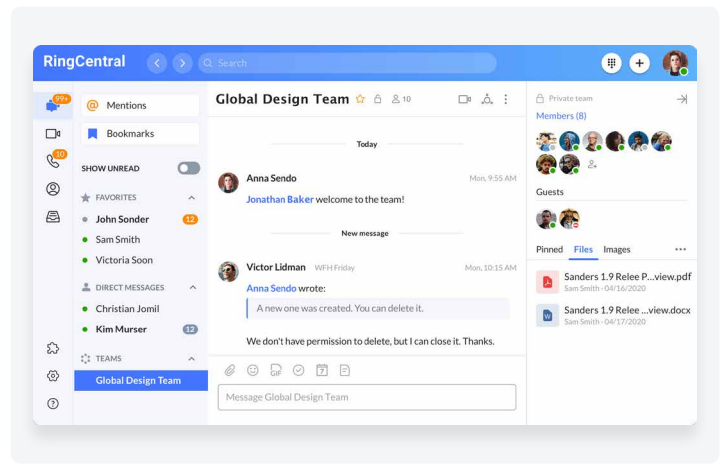 RingCentral
Search
99+
10
Mentions
Bookmarks
SHOW UNREAD
FAVORITES
John Sonder 12
Sam Smith
Victoria Soon
DIRECT MESSAGES
Christian Jomil
Kim Murser 12
TEAMS
Global Design Team
Global Design Team 10
Today
Anna Sendo Mon, 9:55 AM
Jonathan Baker welcome to the team!
New message
Victor Lidman WFH Friday Mon, 10:15 AM
Anna Sendo wrote:
A new one was created. You can delete it.
We don't have permission to delete, but I can close it. Thanks.
GIF
7
Message Global Design Team
Private team
Members (8)
Guests
Pinned Files Images
Sanders 1.9 Relee P...view.pdf
Sam Smith · 04/16/2020
W
Sanders 1.9 Relee ...view.docx
Sam Smith · 04/17/2020